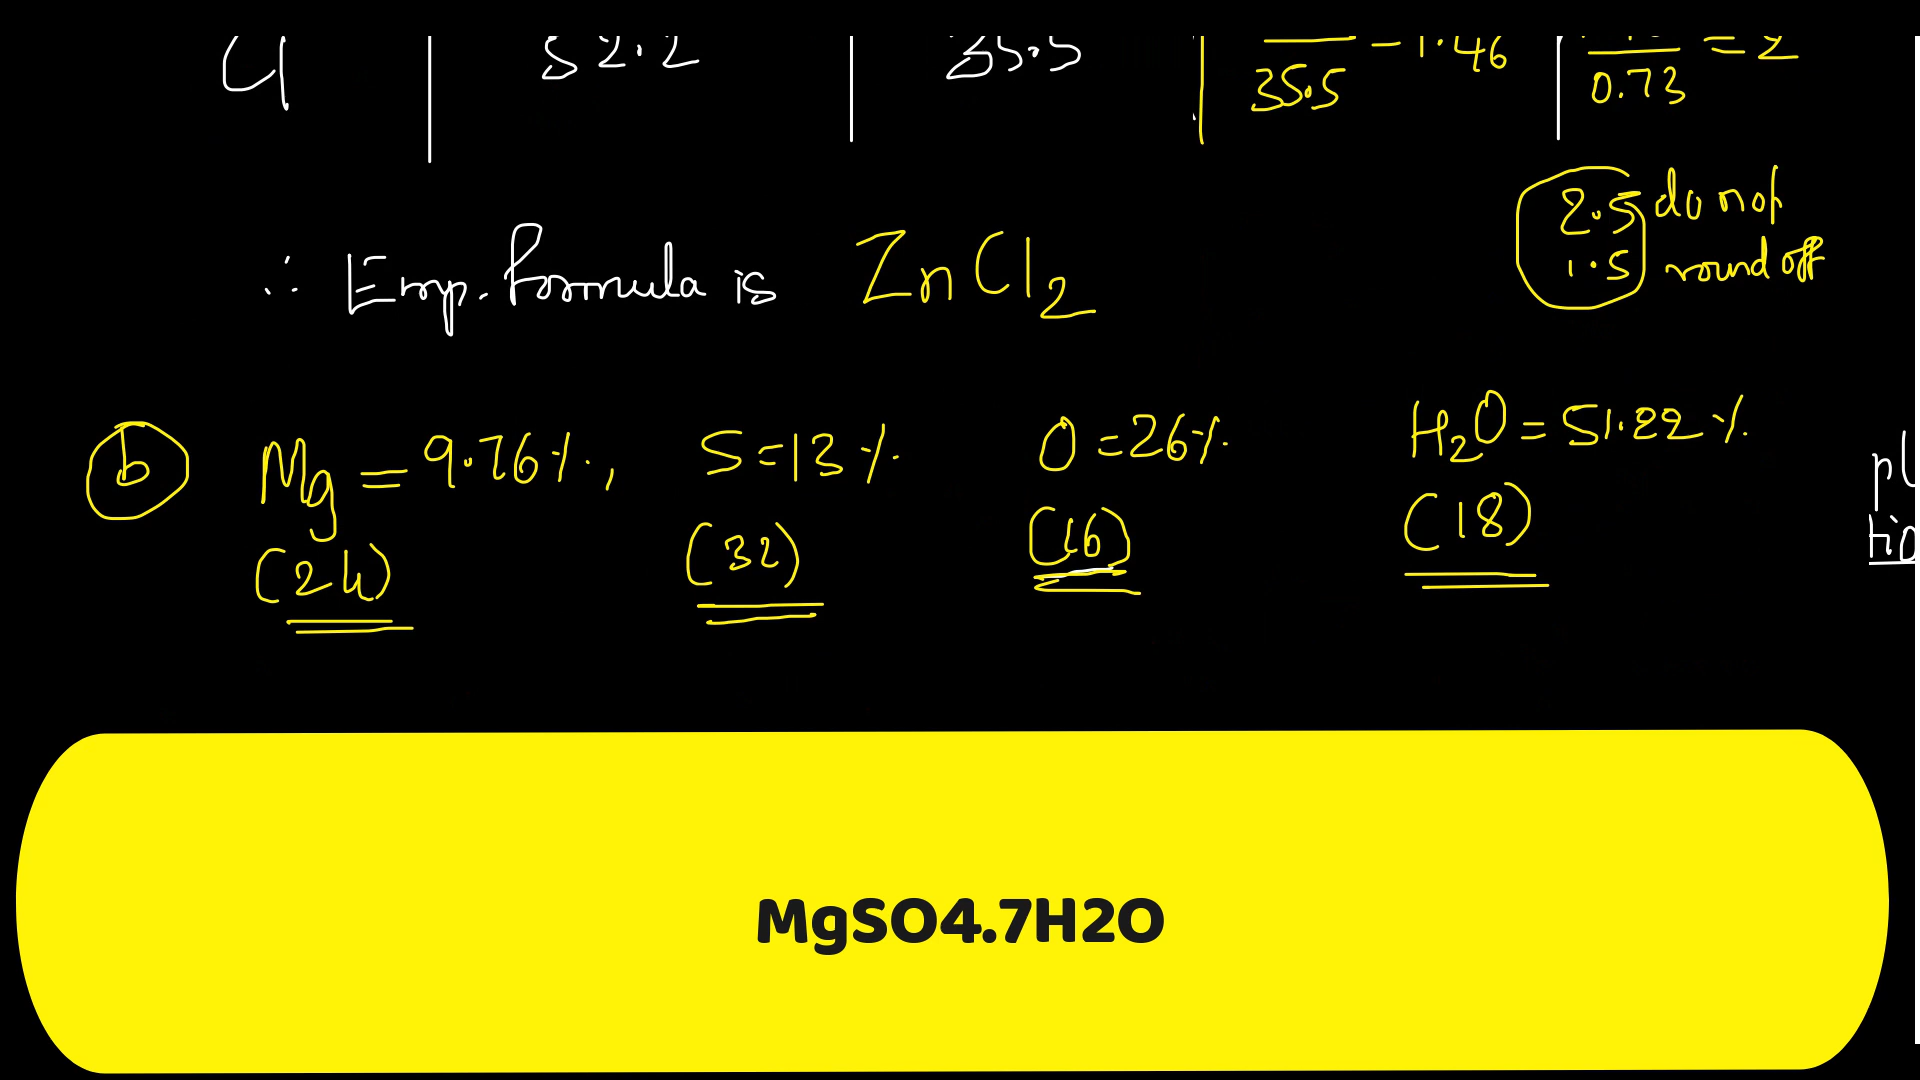 Cl 52.2 35.5 35.5 = 1.46 0.73 = 2
∴ Emp. formula is ZnCl2
2.5 do not
1.5 round off
b Mg = 9.76%, S = 13% O = 26% H2O = 51.22%
(24) (32) (16) (18)
MgSO4.7H2O